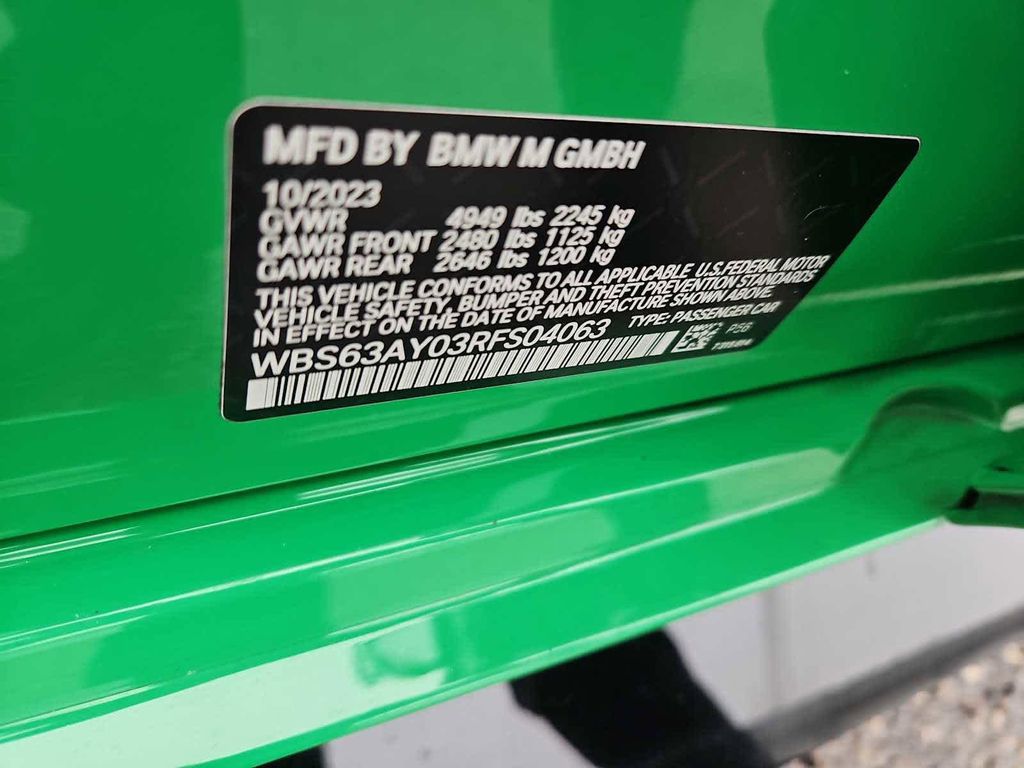 MFD BY BMW M GMBH
10/2023
GVWR 4949 lbs 2245 kg
GAWR FRONT 2480 lbs 1125 kg
GAWR REAR 2646 lbs 1200 kg
THIS VEHICLE CONFORMS TO ALL APPLICABLE U.S.FEDERAL MOTOR
VEHICLE SAFETY, BUMPER AND THEFT PREVENTION STANDARDS
IN EFFECT ON THE DATE OF MANUFACTURE SHOWN ABOVE.
WBS63AY03RFS04063 TYPE: PASSENGER CAR
P56